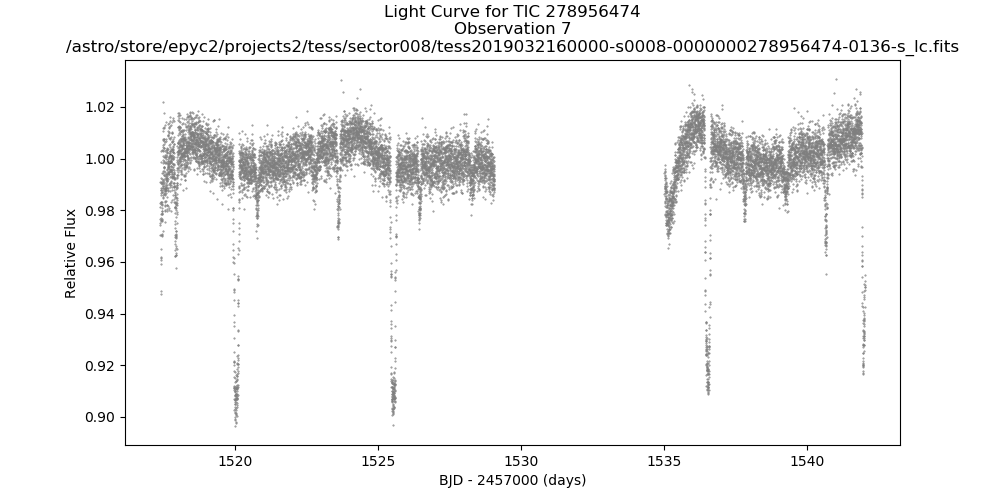 Light Curve for TIC 278956474
Observation 7
/astro/store/epyc2/projects2/tess/sector008/tess2019032160000-s0008-0000000278956474-0136-s_lc.fits
1.02
1.00
0.98
0.96
0.94
0.92
0.90
Relative Flux
1520
1525
1530
1535
1540
BJD - 2457000 (days)